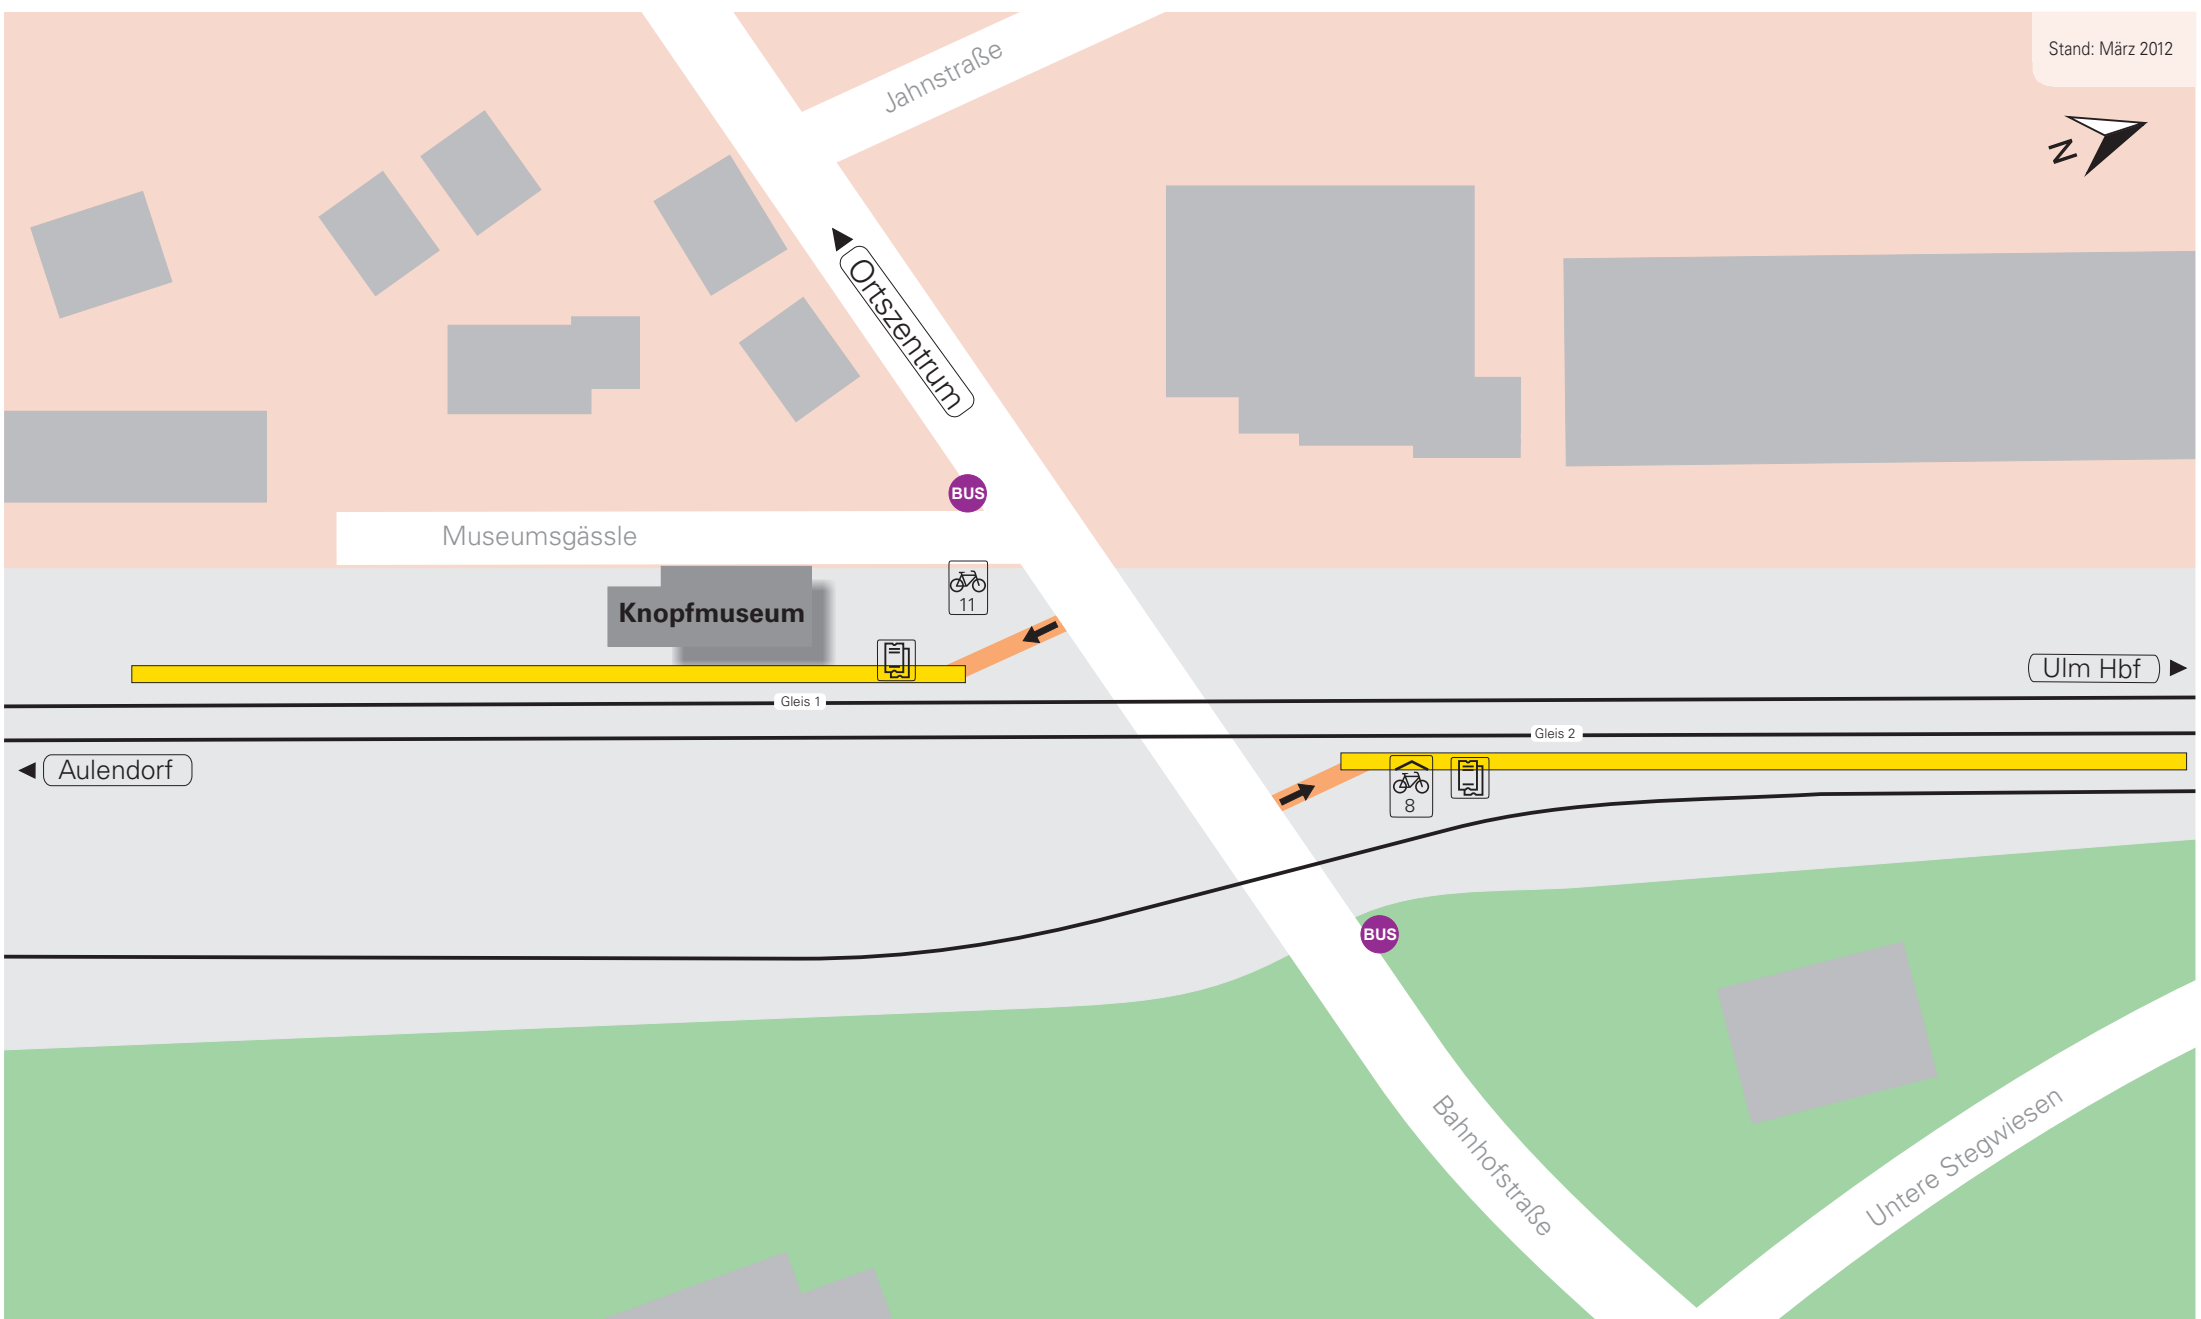 Stand: März 2012
Jahnstraße
N
Ortszentrum
BUS
Museumsgässle
11
Knopfmuseum
Ulm Hbf
Gleis 1
Gleis 2
Aulendorf
8
BUS
Bahnhofstraße
Untere Stegwiesen